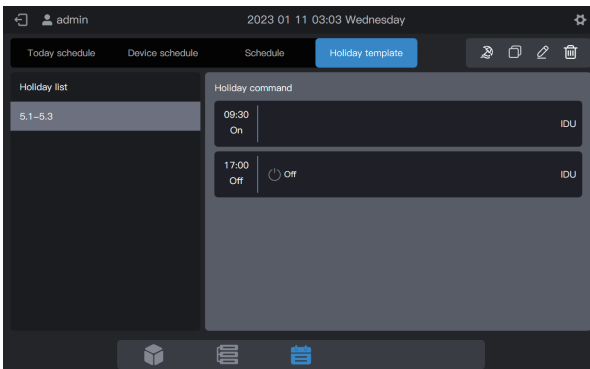 admin
2023 01 11 03:03 Wednesday
Today schedule
Device schedule
Schedule
Holiday template
Holiday list
5.1–5.3
Holiday command
09:30
On
IDU
17:00
Off
Off
IDU